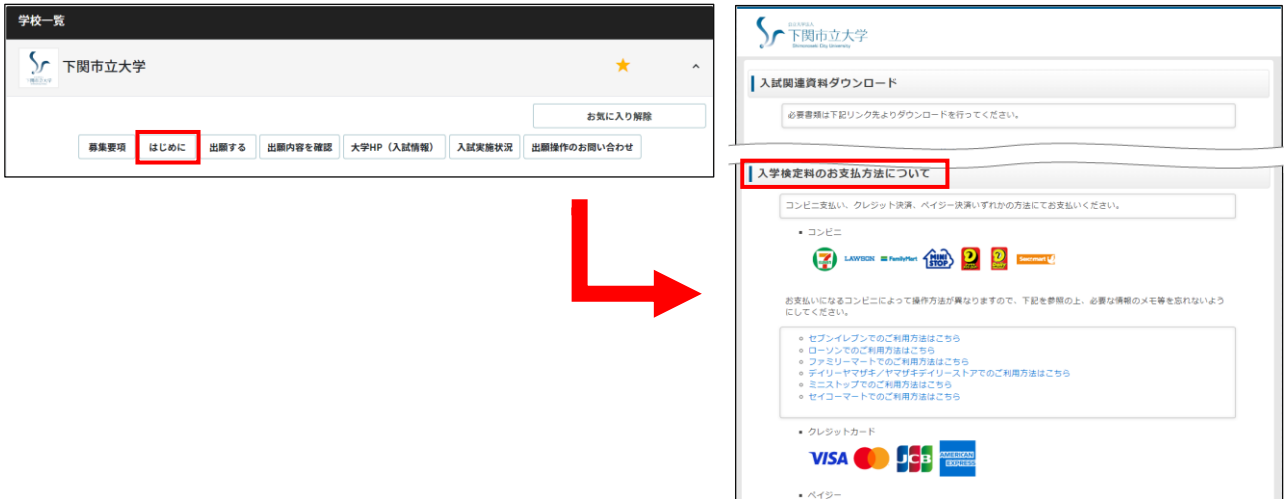 学校一覧
下関市立大学
お気に入り解除
募集要項
はじめに
出願する
出願内容を確認
大学HP（入試情報）
入試実施状況
出願操作のお問い合わせ
下関市立大学
Shimonoseki City University
入試関連資料ダウンロード
必要書類は下記リンク先よりダウンロードを行ってください。
入学検定料のお支払方法について
コンビニ支払い、クレジット決済、ペイジー決済いずれかの方法にてお支払いください。
▪ コンビニ
LAWSON FamilyMart MINI STOP Seicomart
お支払いになるコンビニによって操作方法が異なりますので、下記を参照の上、必要な情報のメモ等を忘れないよう
にしてください。
セブンイレブンでのご利用方法はこちら
ローソンでのご利用方法はこちら
ファミリーマートでのご利用方法はこちら
デイリーヤマザキ／ヤマザキデイリーストアでのご利用方法はこちら
ミニストップでのご利用方法はこちら
セイコーマートでのご利用方法はこちら
▪ クレジットカード
VISA JCB AMERICAN EXPRESS
▪ ペイジー